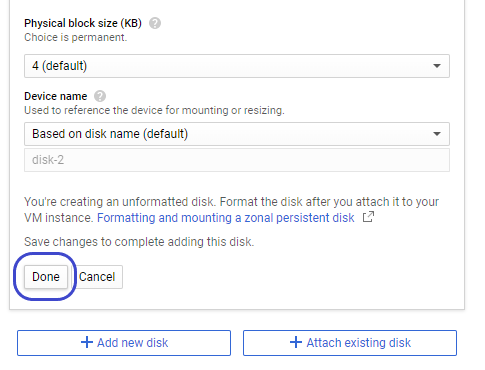 Physical block size (KB)
Choice is permanent.
4 (default)
Device name
Used to reference the device for mounting or resizing.
Based on disk name (default)
disk-2
You're creating an unformatted disk. Format the disk after you attach it to your
VM instance. Formatting and mounting a zonal persistent disk
Save changes to complete adding this disk.
Done Cancel
Add new disk Attach existing disk